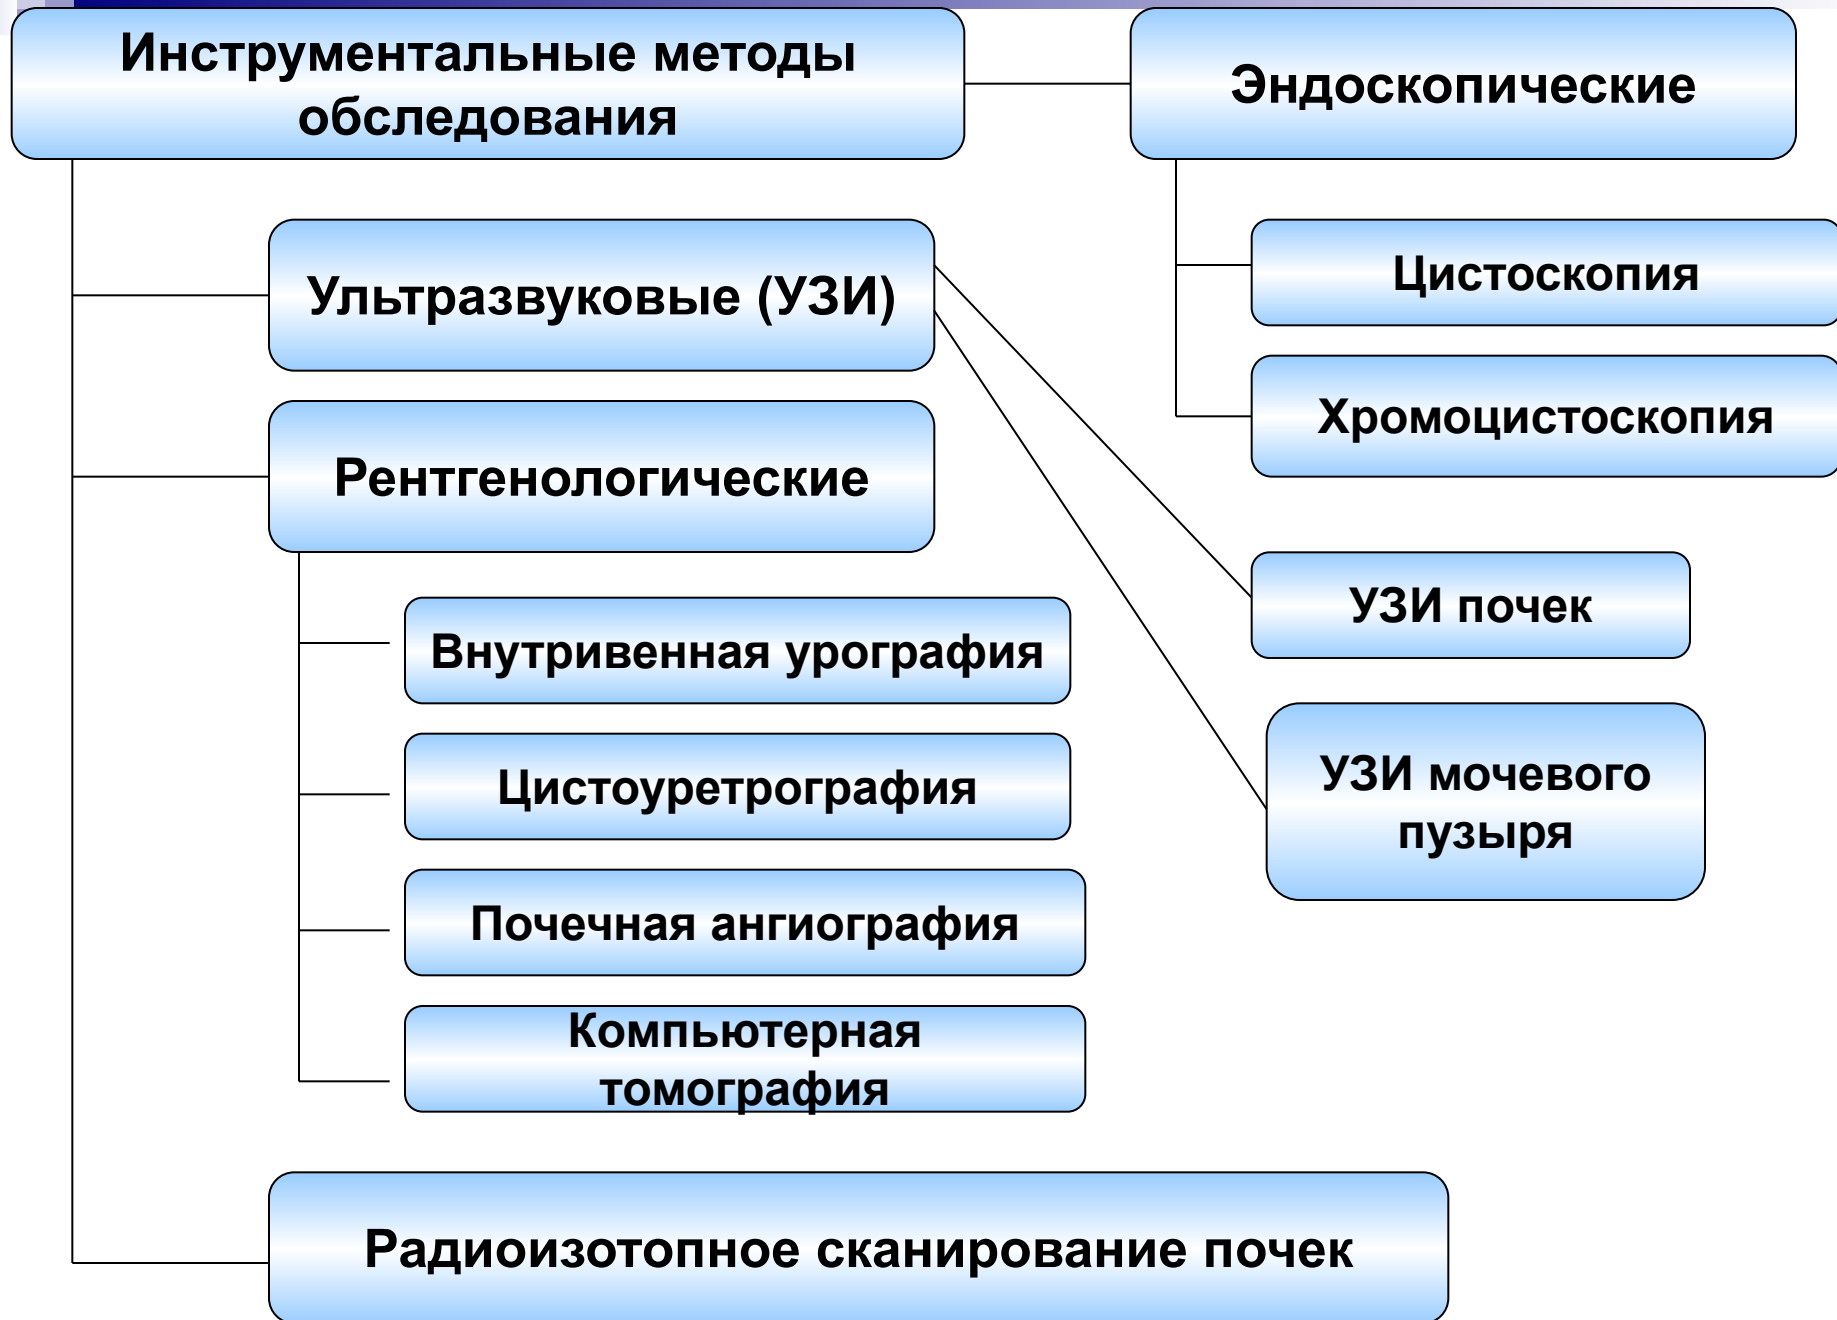 Инструментальные методы
обследования
Эндоскопические
Ультразвуковые (УЗИ)
Цистоскопия
Хромоцистоскопия
Рентгенологические
УЗИ почек
Внутривенная урография
УЗИ мочевого
пузыря
Цистоуретрография
Почечная ангиография
Компьютерная
томография
Радиоизотопное сканирование почек